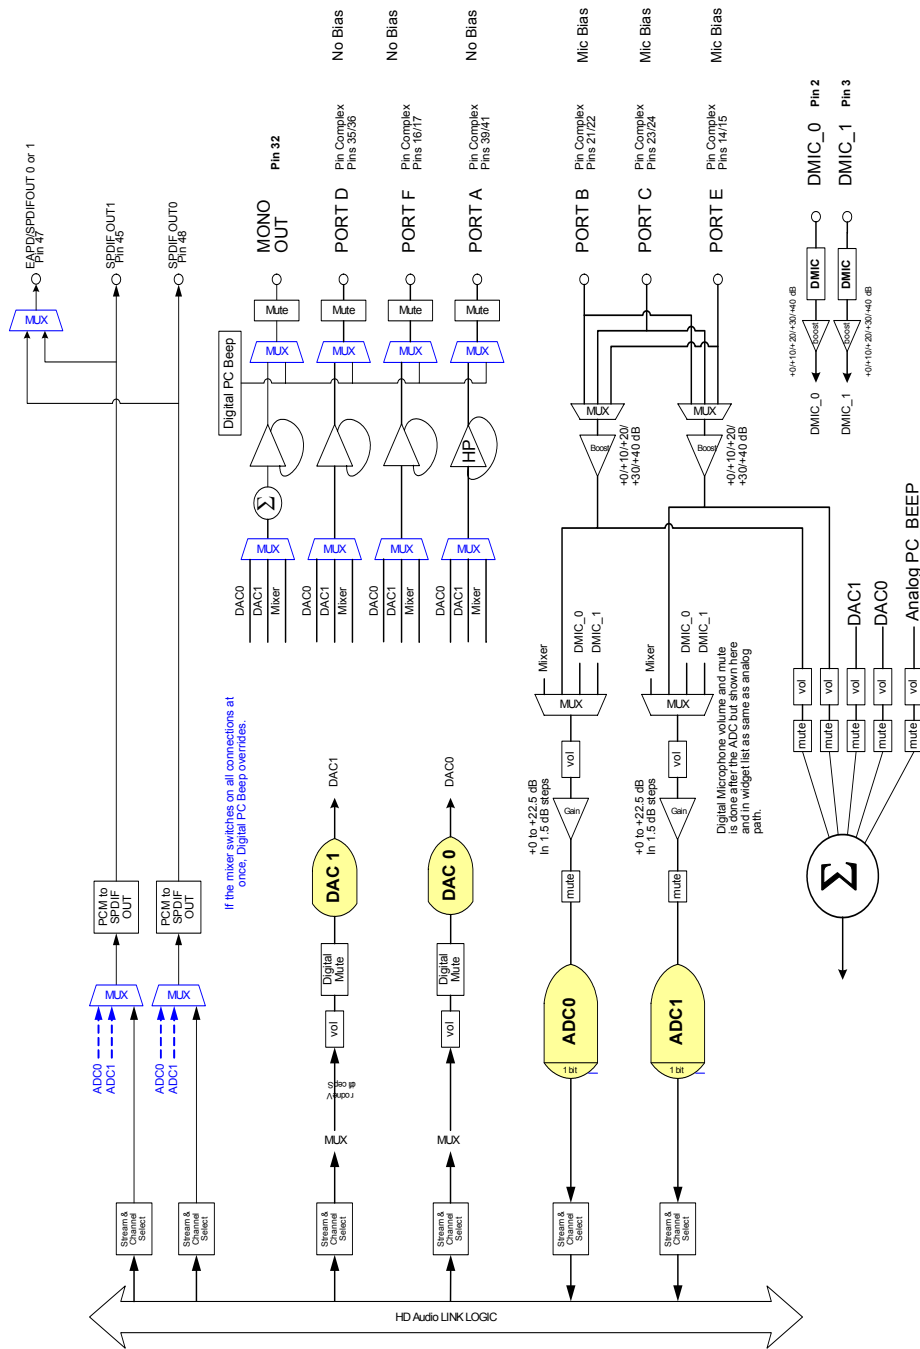 No Bias
No Bias
No Bias
Mic Bias
Mic Bias
Mic Bias
Pin 32
Pin Complex
Pins 35/36
Pin Complex
Pins 16/17
Pin Complex
Pins 39/41
Pin Complex
Pins 21/22
Pin Complex
Pins 23/24
Pin Complex
Pins 14/15
Pin 2
Pin 3
EAPD/SPDIFOUT 0 or 1
Pin 47
SPDIF_OUT1
Pin 45
SPDIF_OUT0
Pin 48
MONO
OUT
PORT D
PORT F
PORT A
PORT B
PORT C
PORT E
DMIC_0
DMIC_1
MUX
Mute
Mute
Mute
Mute
DMIC
DMIC
Digital PC Beep
MUX
MUX
MUX
MUX
boost
boost
+0/+10/+20/+30/+40 dB
+0/+10/+20/+30/+40 dB
DMIC_0
DMIC_1
MUX
MUX
HP
Boost
Boost
+0/+10/+20/
+30/+40 dB
+0/+10/+20/
+30/+40 dB
Σ
MUX
MUX
MUX
MUX
DAC0
DAC1
Mixer
DAC0
DAC1
Mixer
DAC0
DAC1
Mixer
DAC0
DAC1
Mixer
Analog PC BEEP
DAC1
DAC0
Mixer
DMIC_0
DMIC_1
Mixer
DMIC_0
DMIC_1
MUX
MUX
vol
vol
vol
vol
vol
mute
mute
mute
mute
mute
If the mixer switches on all connections at
once, Digital PC Beep overrides.
DAC1
DAC0
vol
vol
+0 to +22.5 dB
In 1.5 dB steps
+0 to +22.5 dB
In 1.5 dB steps
Gain
Gain
Digital Microphone volume and mute
is done after the ADC but shown here
and in widget list as same as analog
path.
mute
mute
Σ
DAC 1
DAC 0
PCM to
SPDIF
OUT
PCM to
SPDIF
OUT
Digital
Mute
Digital
Mute
MUX
MUX
ADC0
ADC1
ADC0
ADC1
vol
vol
ADC0
1 bit
ADC1
1 bit
Vendor
Specific
MUX
MUX
Stream &
Channel
Select
Stream &
Channel
Select
Stream &
Channel
Select
Stream &
Channel
Select
Stream &
Channel
Select
Stream &
Channel
Select
HD Audio LINK LOGIC